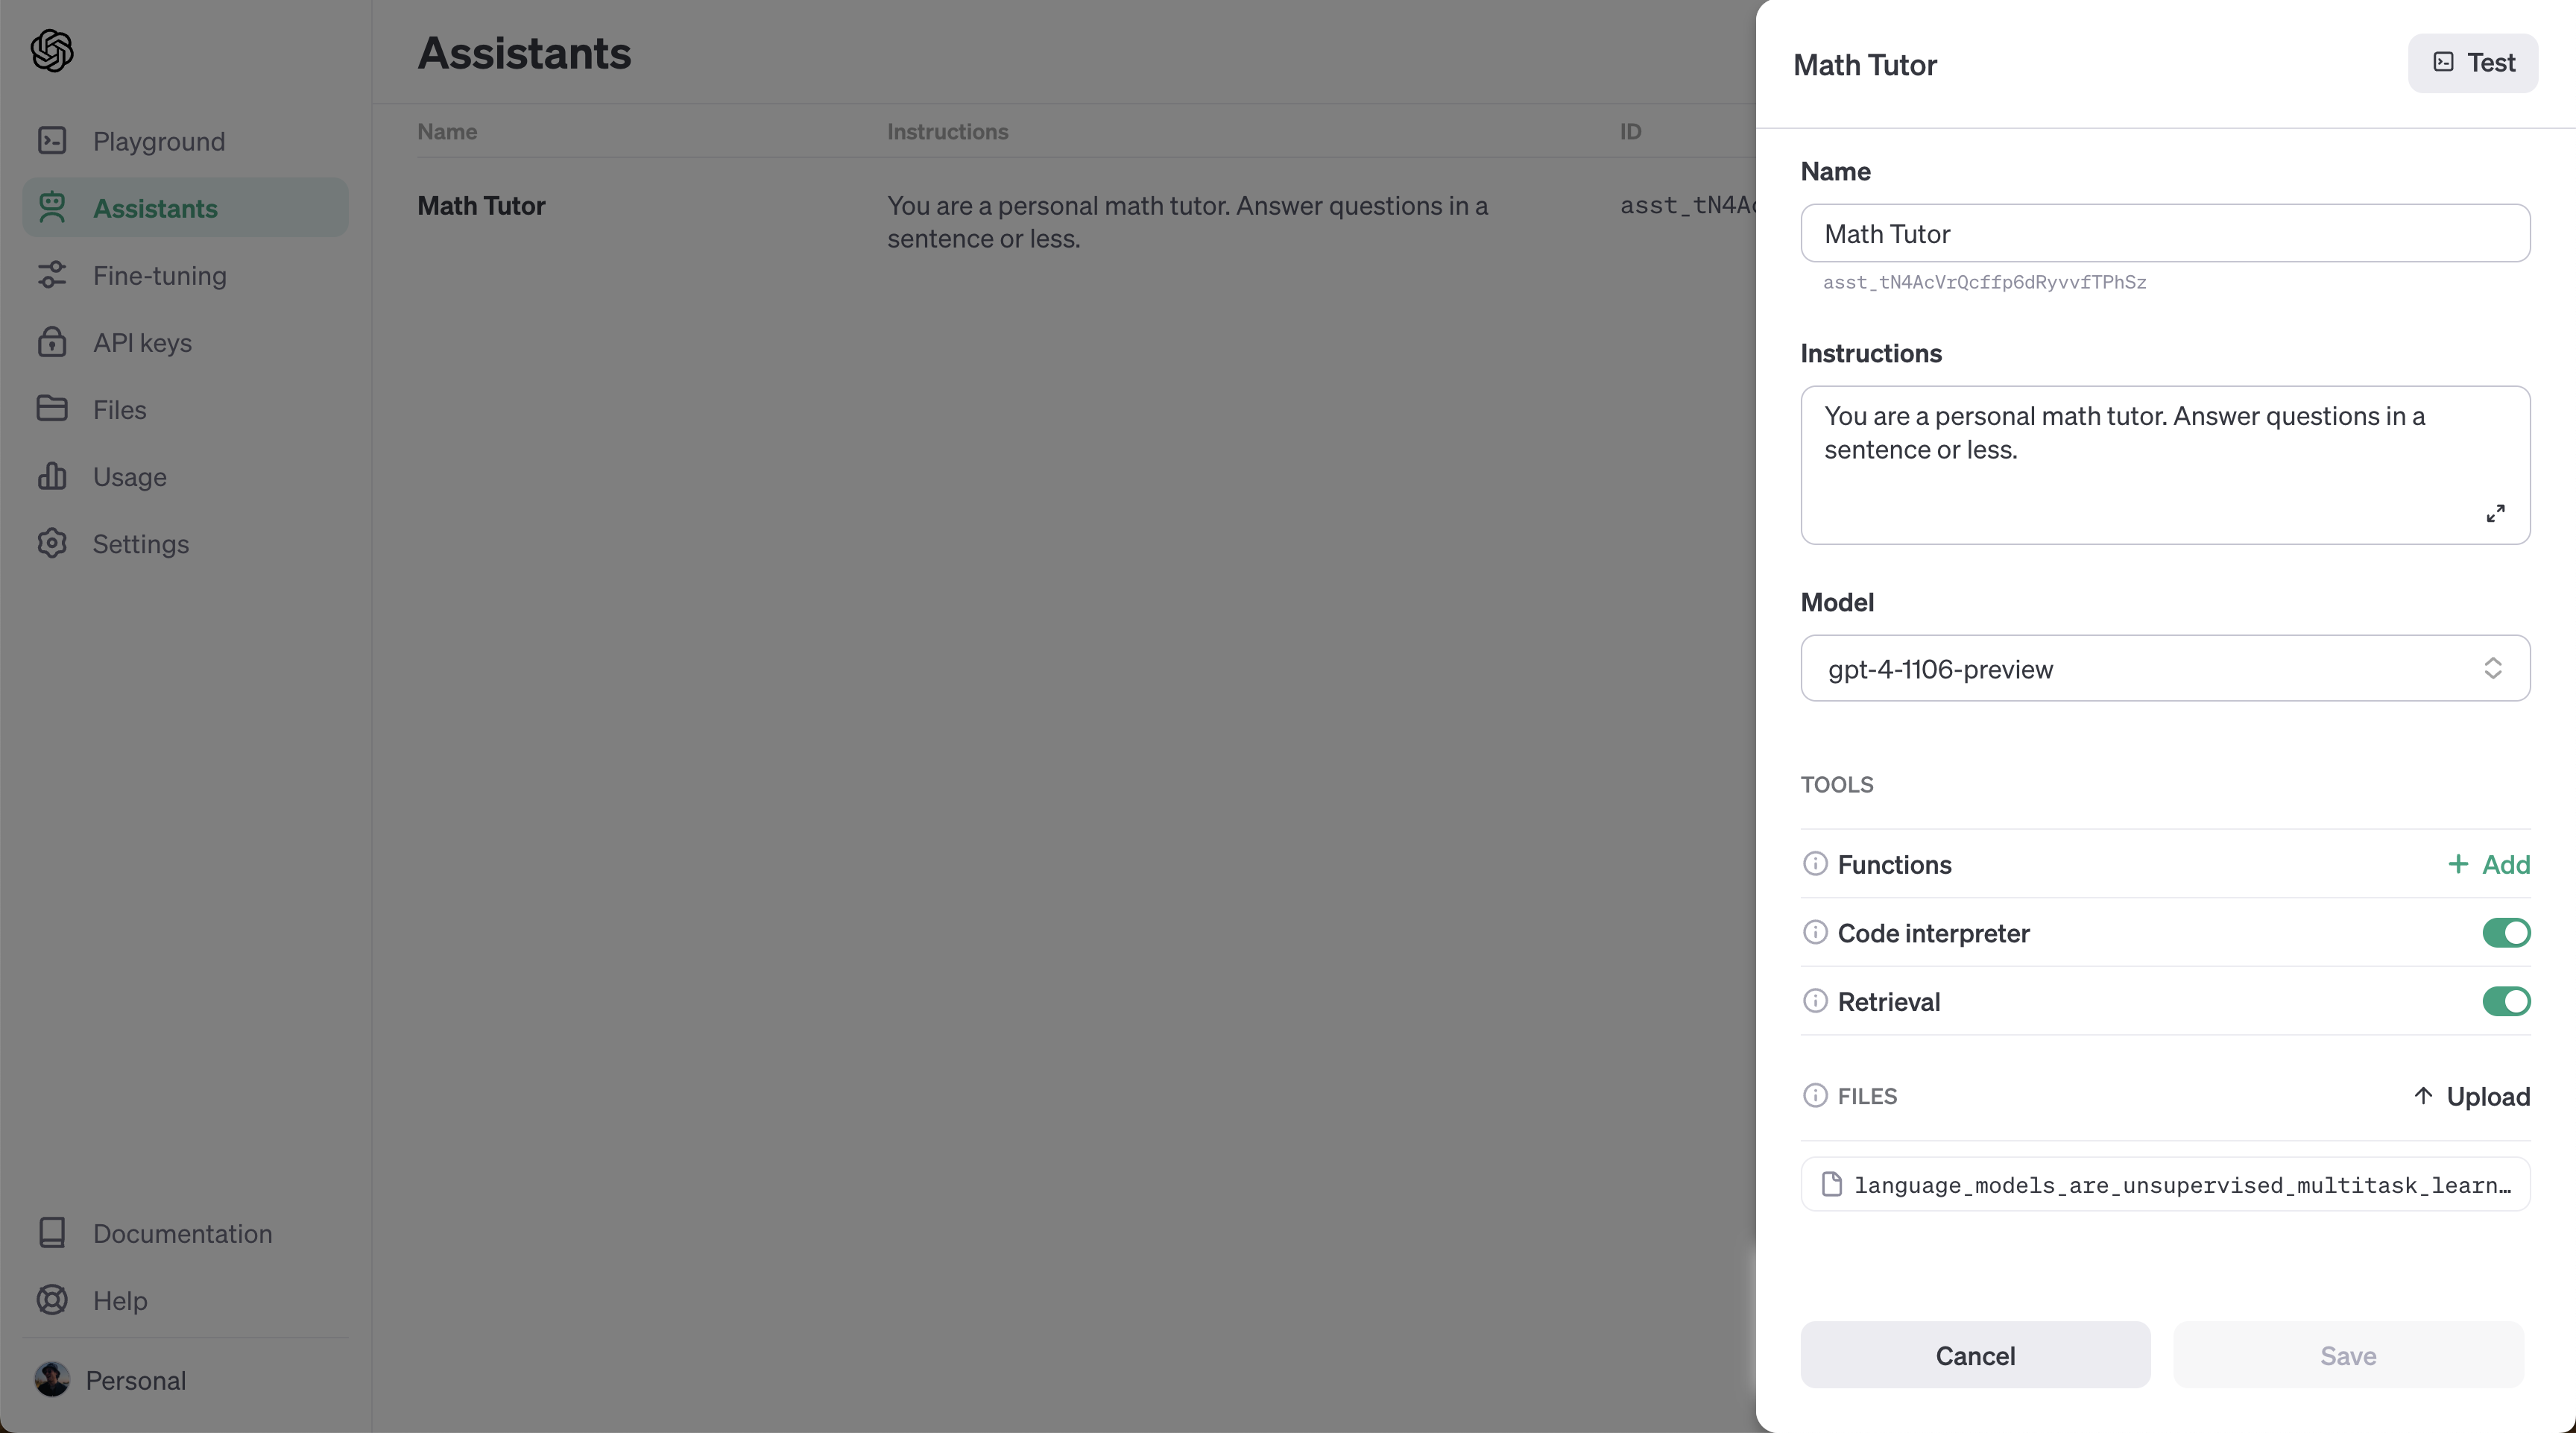 Playground
Assistants
Fine-tuning
API keys
Files
Usage
Settings
Documentation
Help
Personal
Assistants
Name
Instructions
ID
Math Tutor
You are a personal math tutor. Answer questions in a
sentence or less.
asst_tN4Ac
Math Tutor
Test
Name
Math Tutor
asst_tN4AcVrQcffp6dRyvvfTPhSz
Instructions
You are a personal math tutor. Answer questions in a
sentence or less.
Model
gpt-4-1106-preview
TOOLS
Functions
+ Add
Code interpreter
Retrieval
FILES
Upload
language_models_are_unsupervised_multitask_learn…
Cancel
Save